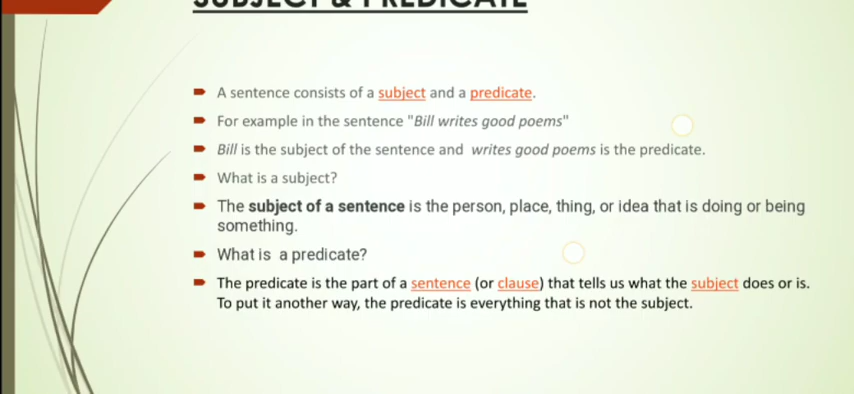 SUBJECT & PREDICATE
A sentence consists of a subject and a predicate.
For example in the sentence "Bill writes good poems"
Bill is the subject of the sentence and writes good poems is the predicate.
What is a subject?
The subject of a sentence is the person, place, thing, or idea that is doing or being
something.
What is a predicate?
The predicate is the part of a sentence (or clause) that tells us what the subject does or is.
To put it another way, the predicate is everything that is not the subject.